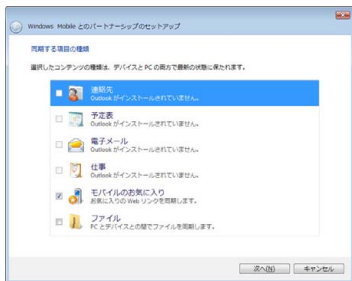 Windows Mobile とのパートナーシップのセットアップ
同期する項目の種類
選択したコンテンツの種類は、デバイスと PC の両方で最新の状態に保たれます。
連絡先
Outlook がインストールされていません。
予定表
Outlook がインストールされていません。
電子メール
Outlook がインストールされていません。
仕事
Outlook がインストールされていません。
モバイルのお気に入り
お気に入りの Web リンクを同期します。
ファイル
PC とデバイスとの間でファイルを同期します。
次へ(N) キャンセル